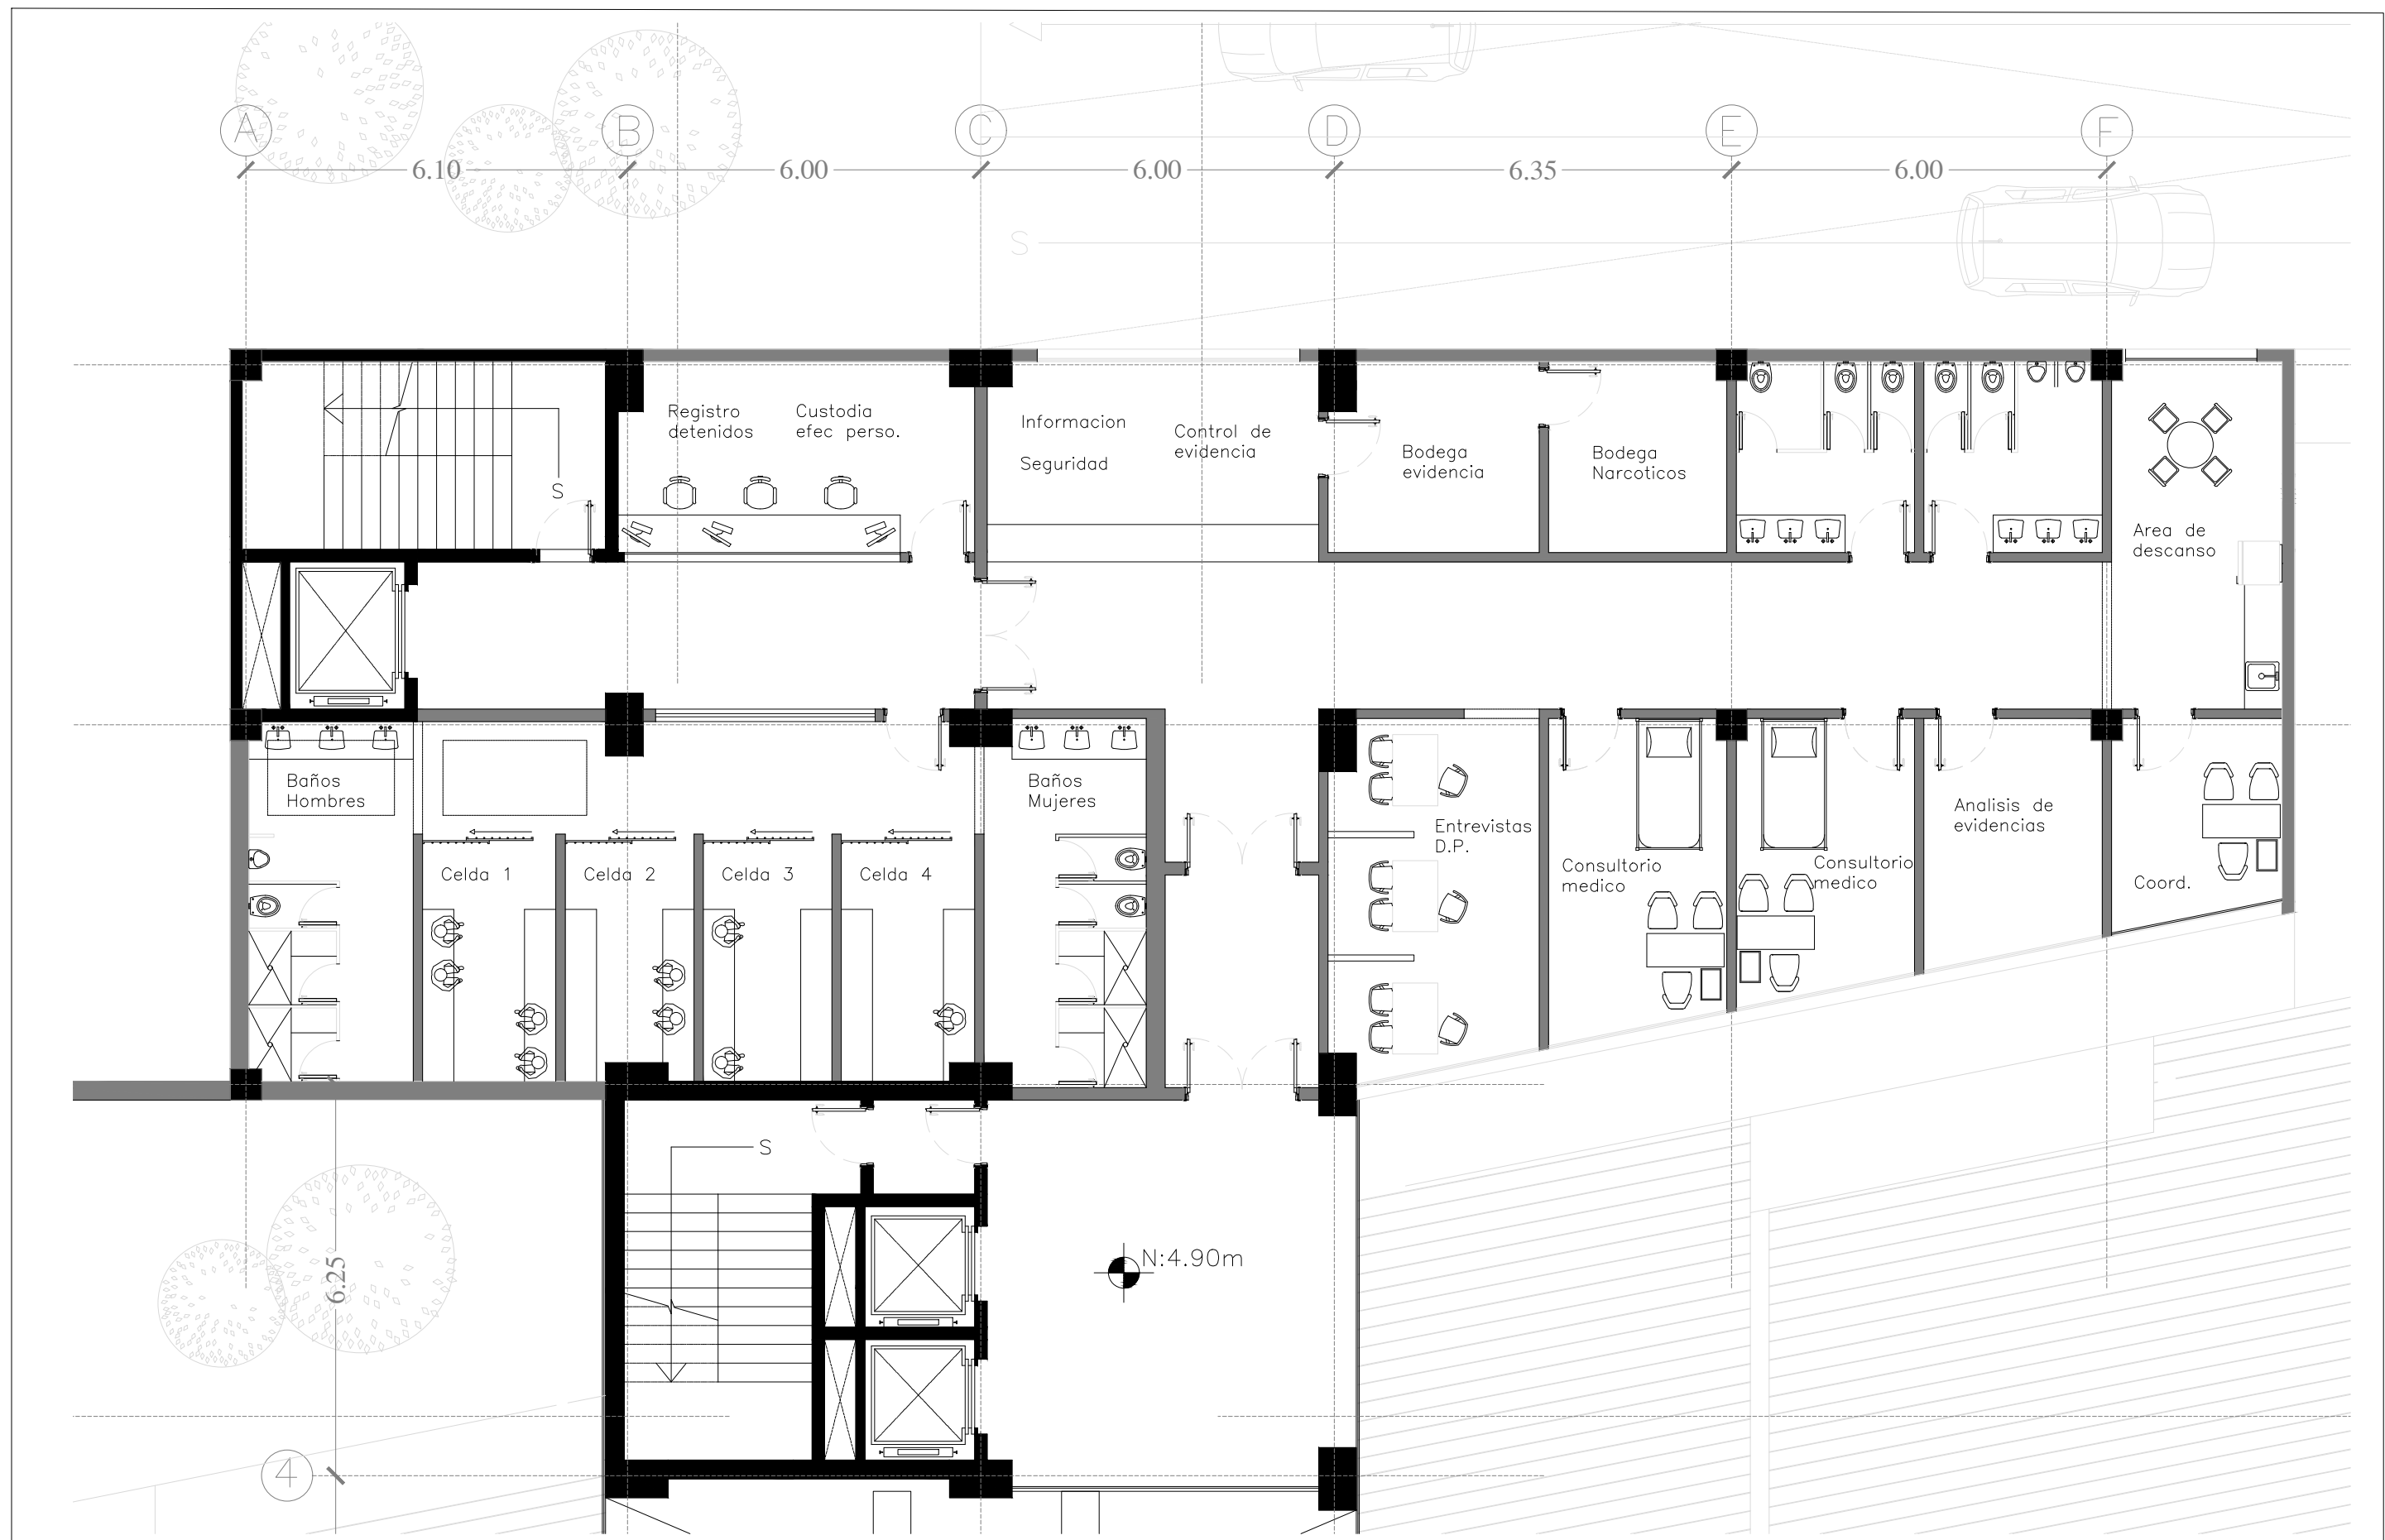 A
B
C
D
E
F
6.10
6.00
6.00
6.35
6.00
S
Registro
detenidos
Custodia
efec perso.
Informacion
Seguridad
Control de
evidencia
Bodega
evidencia
Bodega
Narcoticos
Area de
descanso
S
Baños
Hombres
Baños
Mujeres
Celda 1
Celda 2
Celda 3
Celda 4
Entrevistas
D.P.
Consultorio
medico
Consultorio
medico
Analisis de
evidencias
Coord.
S
N:4.90m
6.25
4